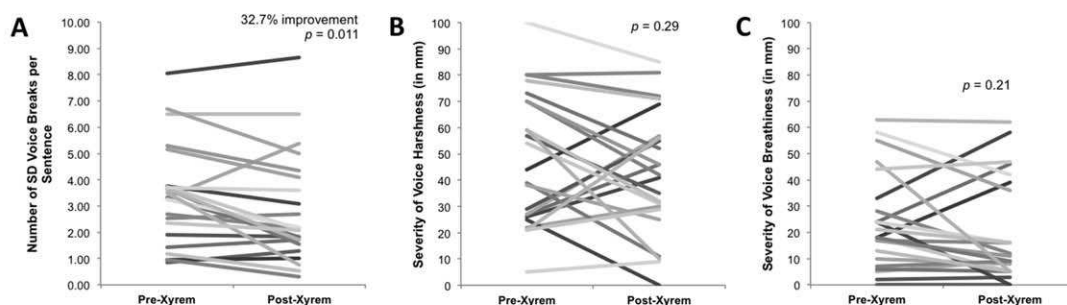 A
32.7% improvement
p = 0.011
Number of SD Voice Breaks per
Sentence
10.00
9.00
8.00
7.00
6.00
5.00
4.00
3.00
2.00
1.00
0.00
Pre-Xyrem Post-Xyrem
B
p = 0.29
Severity of Voice Harshness (in mm)
100
90
80
70
60
50
40
30
20
10
0
Pre-Xyrem Post-Xyrem
C
p = 0.21
Severity of Voice Breathiness (in mm)
100
90
80
70
60
50
40
30
20
10
0
Pre-Xyrem Post-Xyrem